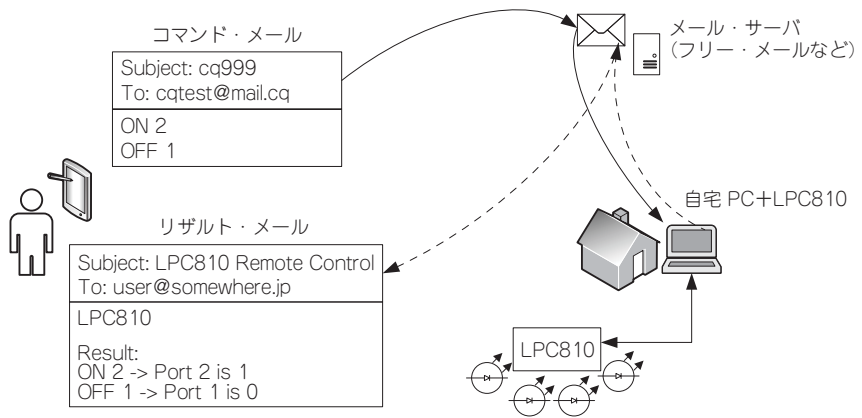 コマンド・メール
Subject: cq999
To: cqtest@mail.cq
ON 2
OFF 1
メール・サーバ
(フリー・メールなど)
自宅 PC+LPC810
リザルト・メール
Subject: LPC810 Remote Control
To: user@somewhere.jp
LPC810
Result:
ON 2 -> Port 2 is 1
OFF 1 -> Port 1 is 0
LPC810